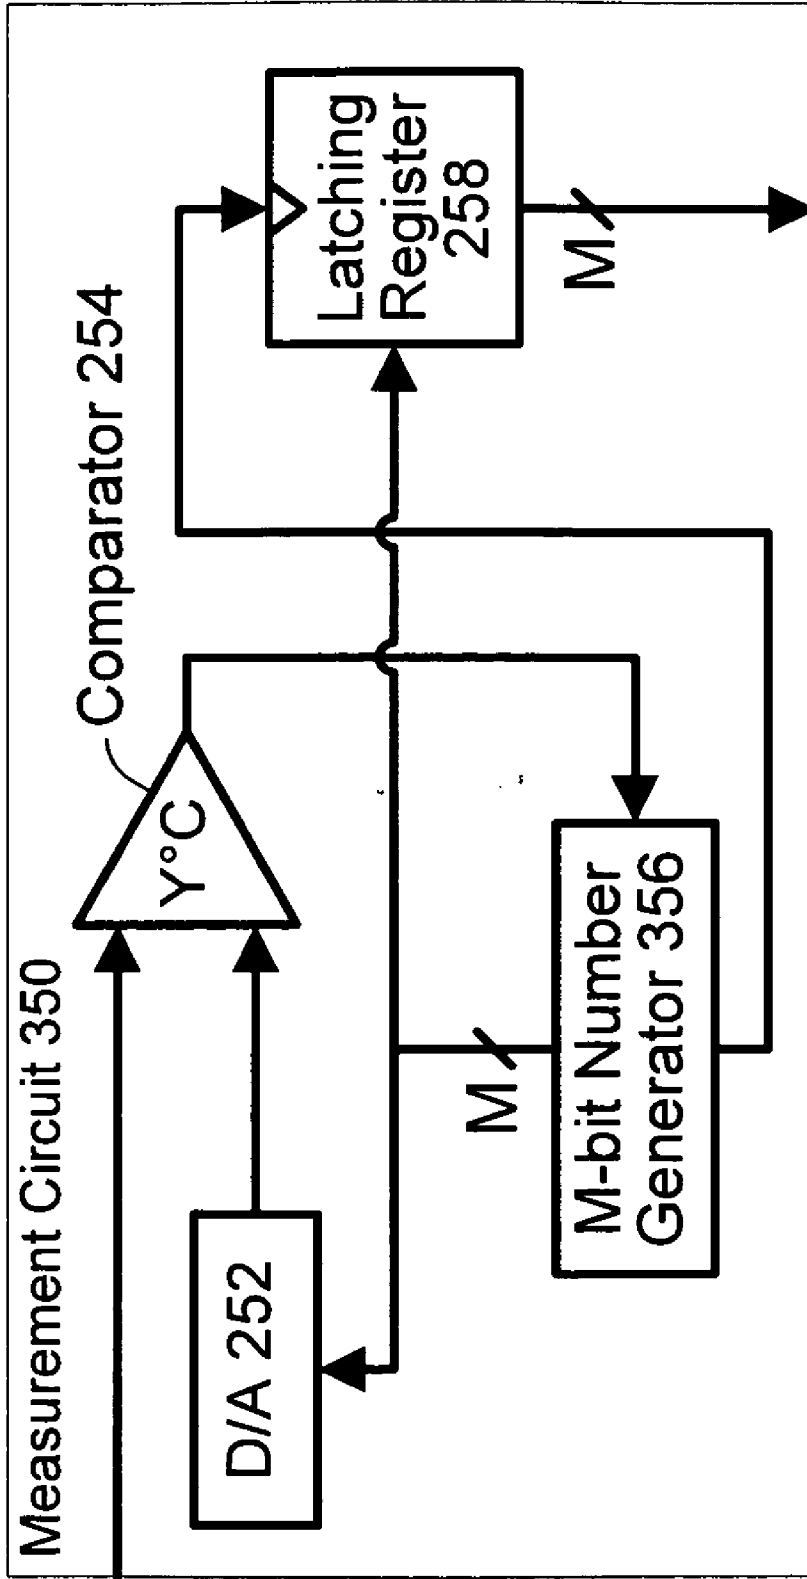 Measurement Circuit 350
Comparator 254
Y°C
D/A 252
Latching
Register
258
M
M
M-bit Number
Generator 356